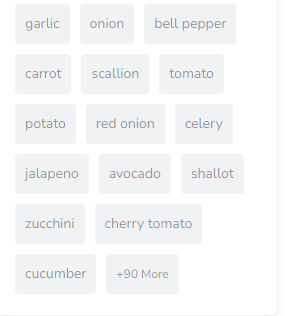 garlic onion bell pepper
carrot scallion tomato
potato red onion celery
jalapeno avocado shallot
zucchini cherry tomato
cucumber +90 More